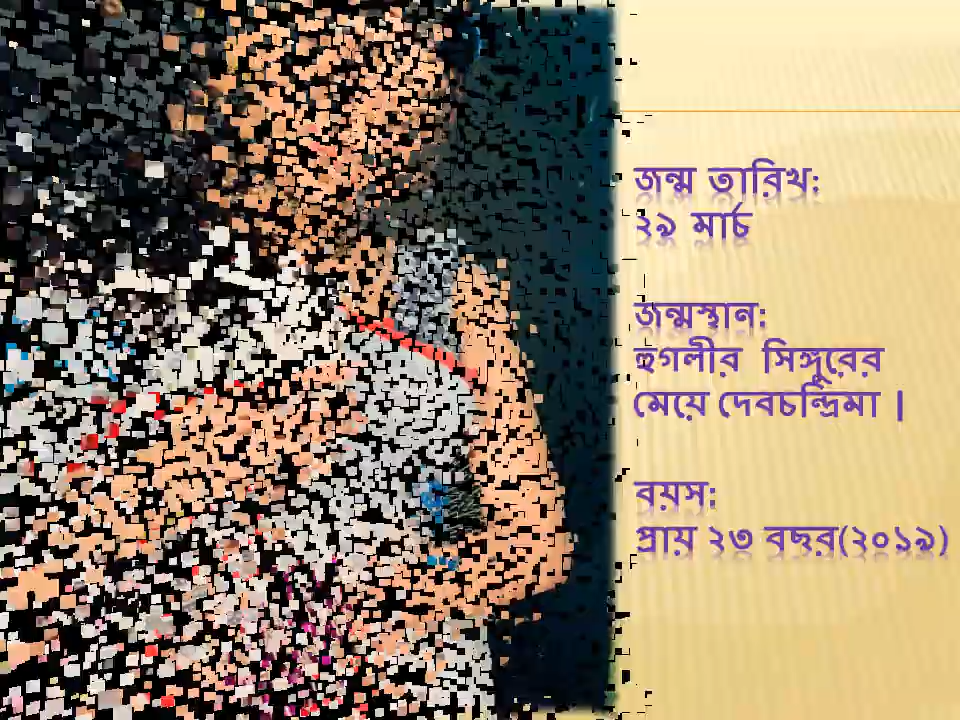 জন্ম তারিখ:
২৯ মার্চ
জন্মস্থান:
হুগলীর সিঙ্গুরের
মেয়ে দেবচন্দ্রিমা |
বয়স:
প্রায় ২৩ বছর(২০১৯)